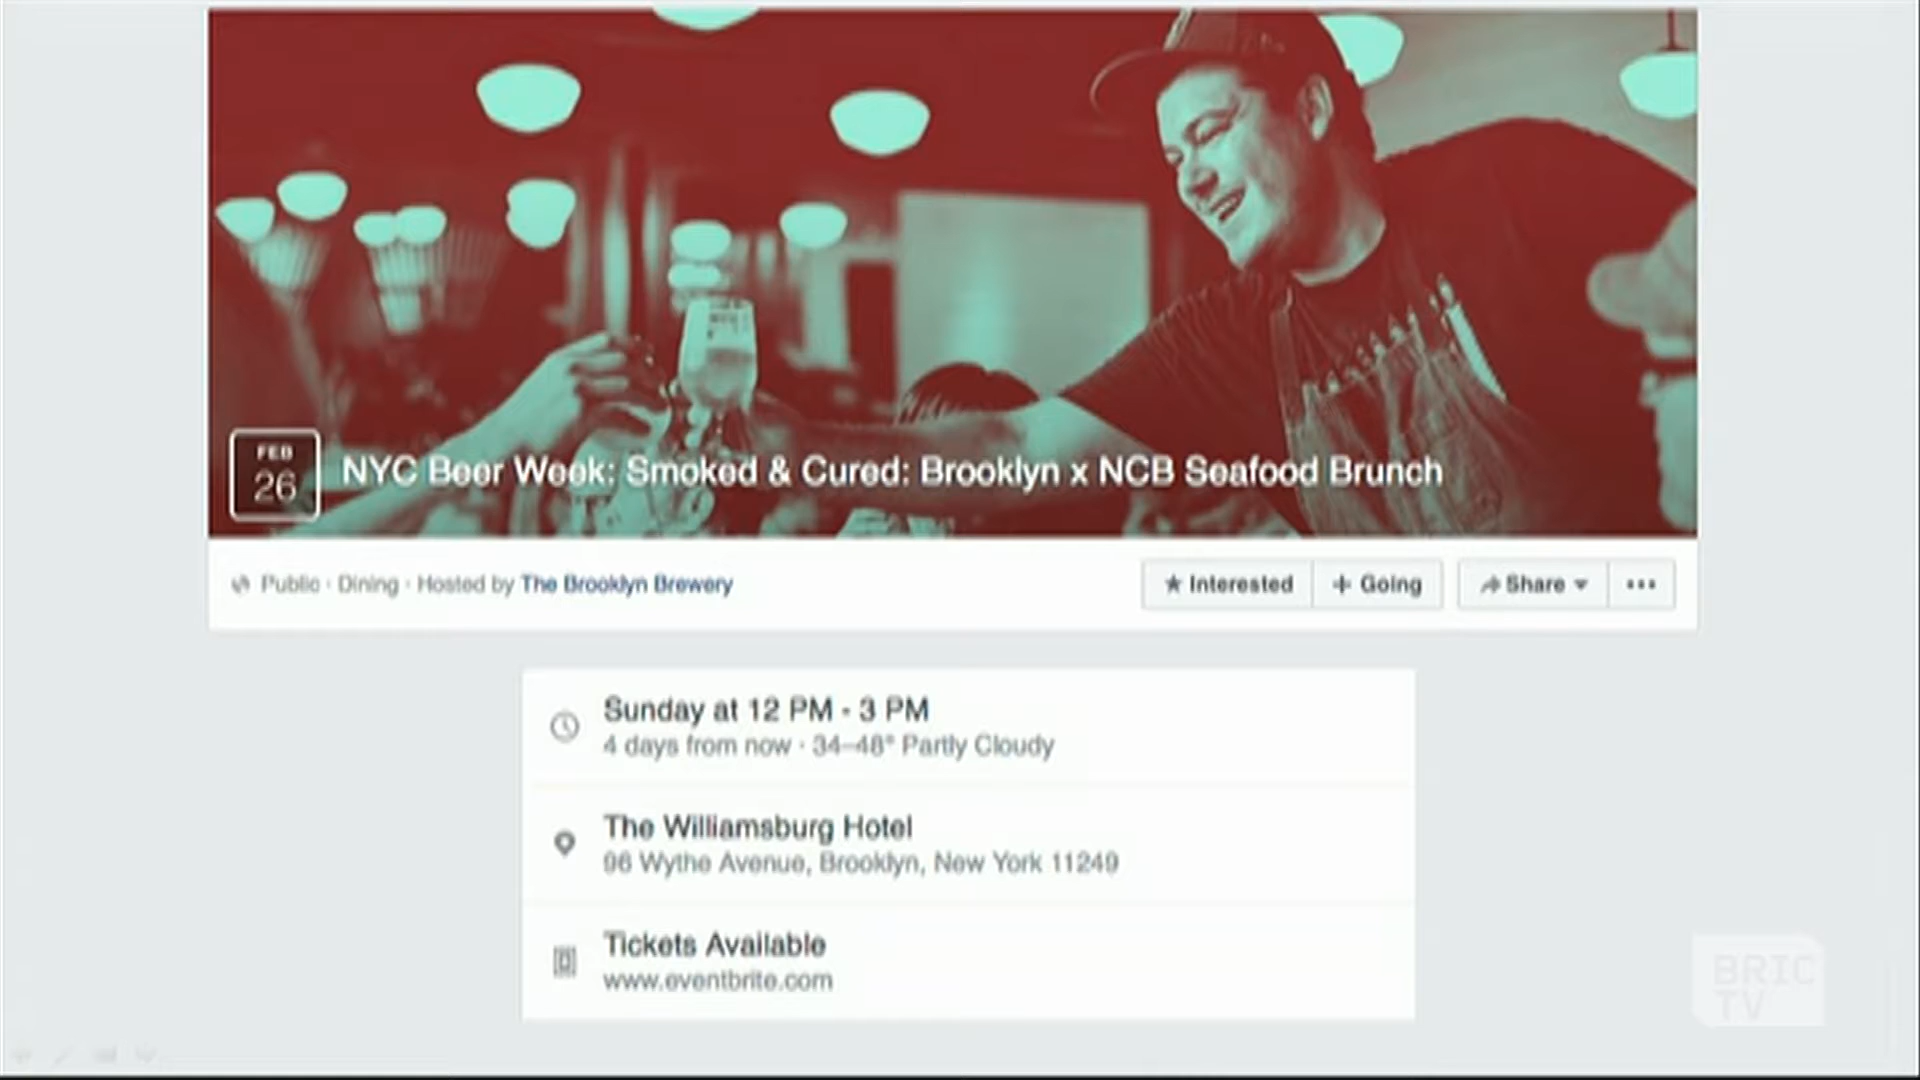 FEB
26
NYC Beer Week: Smoked & Cured: Brooklyn x NCB Seafood Brunch
Public · Dining · Hosted by The Brooklyn Brewery
★ Interested
+ Going
Share
...
Sunday at 12 PM - 3 PM
4 days from now · 34–48° Partly Cloudy
The Williamsburg Hotel
96 Wythe Avenue, Brooklyn, New York 11249
Tickets Available
www.eventbrite.com
BRIC
TV